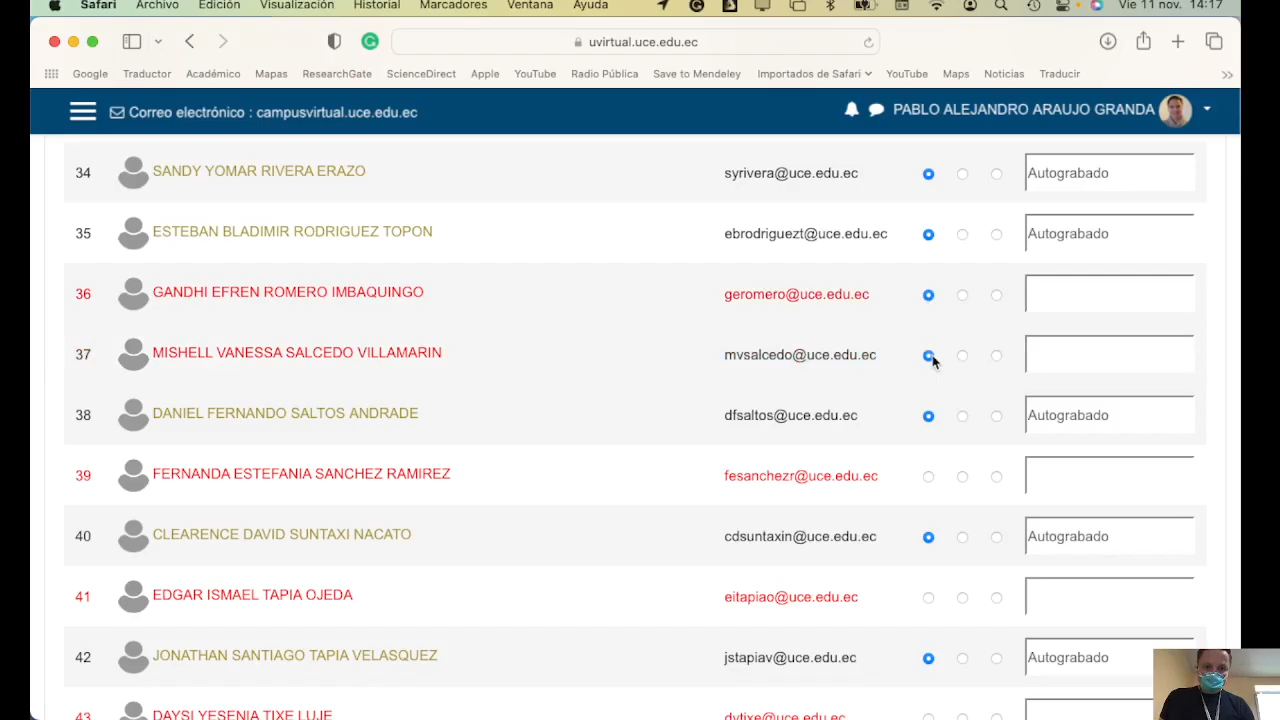 Safari Archivo Edición Visualización Historial Marcadores Ventana Ayuda Vie 11 nov. 14:17
uvirtual.uce.edu.ec
Google Traductor Académico Mapas ResearchGate ScienceDirect Apple YouTube Radio Pública Save to Mendeley Importados de Safari YouTube Maps Noticias Traducir
Correo electrónico : campusvirtual.uce.edu.ec PABLO ALEJANDRO ARAUJO GRANDA
34 SANDY YOMAR RIVERA ERAZO syrivera@uce.edu.ec Autograbado
35 ESTEBAN BLADIMIR RODRIGUEZ TOPON ebrodriguezt@uce.edu.ec Autograbado
36 GANDHI EFREN ROMERO IMBAQUINGO geromero@uce.edu.ec
37 MISHELL VANESSA SALCEDO VILLAMARIN mvsalcedo@uce.edu.ec
38 DANIEL FERNANDO SALTOS ANDRADE dfsaltos@uce.edu.ec Autograbado
39 FERNANDA ESTEFANIA SANCHEZ RAMIREZ fesanchezr@uce.edu.ec
40 CLEARENCE DAVID SUNTAXI NACATO cdsuntaxin@uce.edu.ec Autograbado
41 EDGAR ISMAEL TAPIA OJEDA eitapiao@uce.edu.ec
42 JONATHAN SANTIAGO TAPIA VELASQUEZ jstapiav@uce.edu.ec Autograbado
43 DAYSI YESENIA TIXE LUJE dytixe@uce.edu.ec